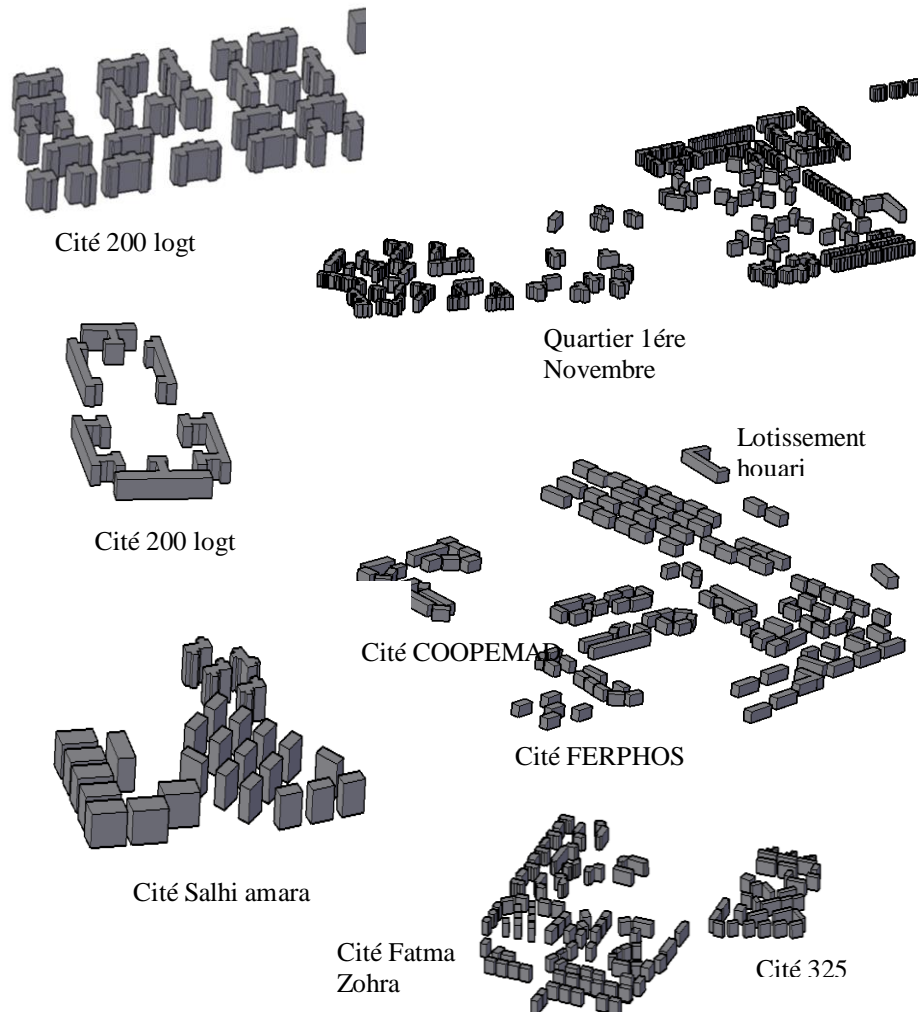 Cité 200 logt
Quartier 1ére
Novembre
Lotissement
houari
Cité 200 logt
Cité COOPEMAD
Cité FERPHOS
Cité Salhi amara
Cité Fatma
Zohra
Cité 325